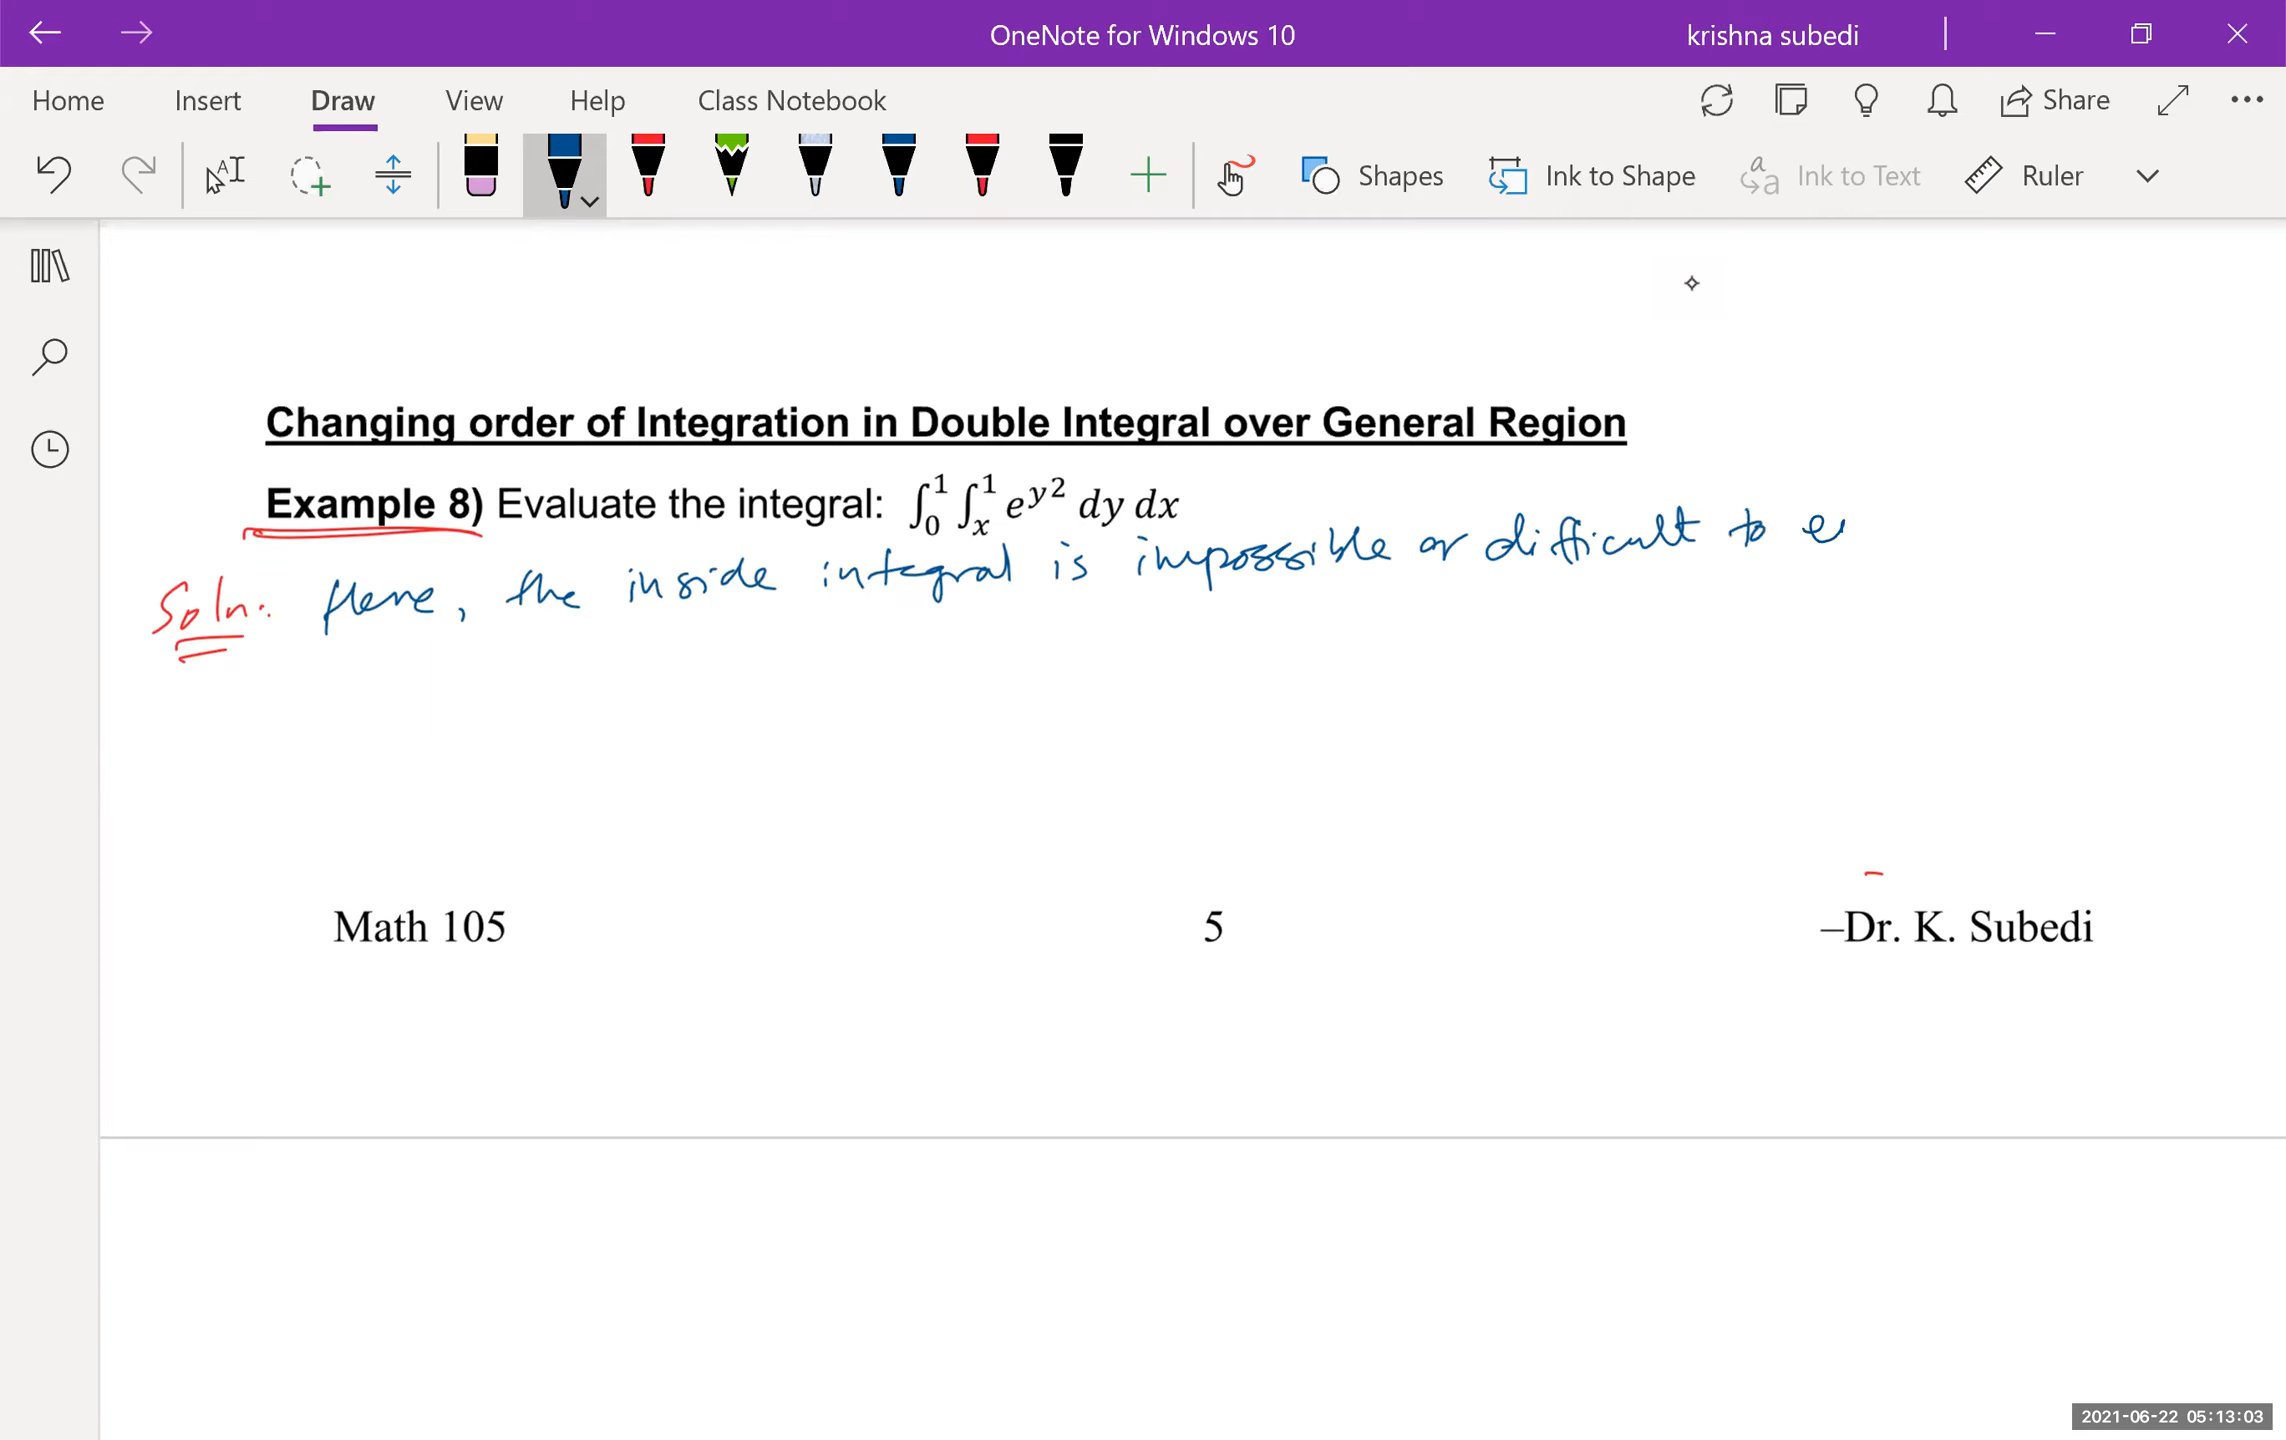 OneNote for Windows 10 krishna subedi
Home Insert Draw View Help Class Notebook Share
Shapes Ink to Shape Ink to Text Ruler
Changing order of Integration in Double Integral over General Region
Example 8) Evaluate the integral: ∫₀¹ ∫ₓ¹ e^{y²} dy dx
Soln: Here, the inside integral is impossible or difficult to e
Math 105 5 –Dr. K. Subedi
2021-06-22 05:13:03